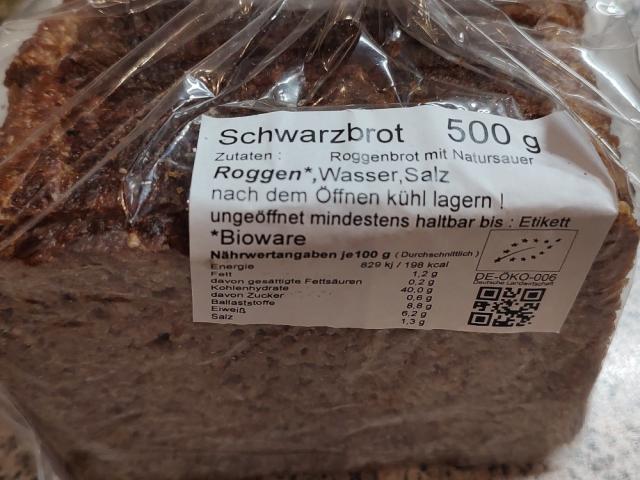 Schwarzbrot 500 g
Zutaten : Roggenbrot mit Natursauer
Roggen*,Wasser,Salz
nach dem Öffnen kühl lagern !
ungeöffnet mindestens haltbar bis : Etikett
*Bioware
Nährwertangaben je100 g ( Durchschnittlich )
Energie 829 kj / 198 kcal
Fett 1,2 g
davon gesättigte Fettsäuren 0,2 g
Kohlenhydrate 40,0 g
davon Zucker 0,6 g
Ballaststoffe 8,8 g
Eiweiß 6,2 g
Salz 1,3 g
DE-ÖKO-006
Deutsche Landwirtschaft